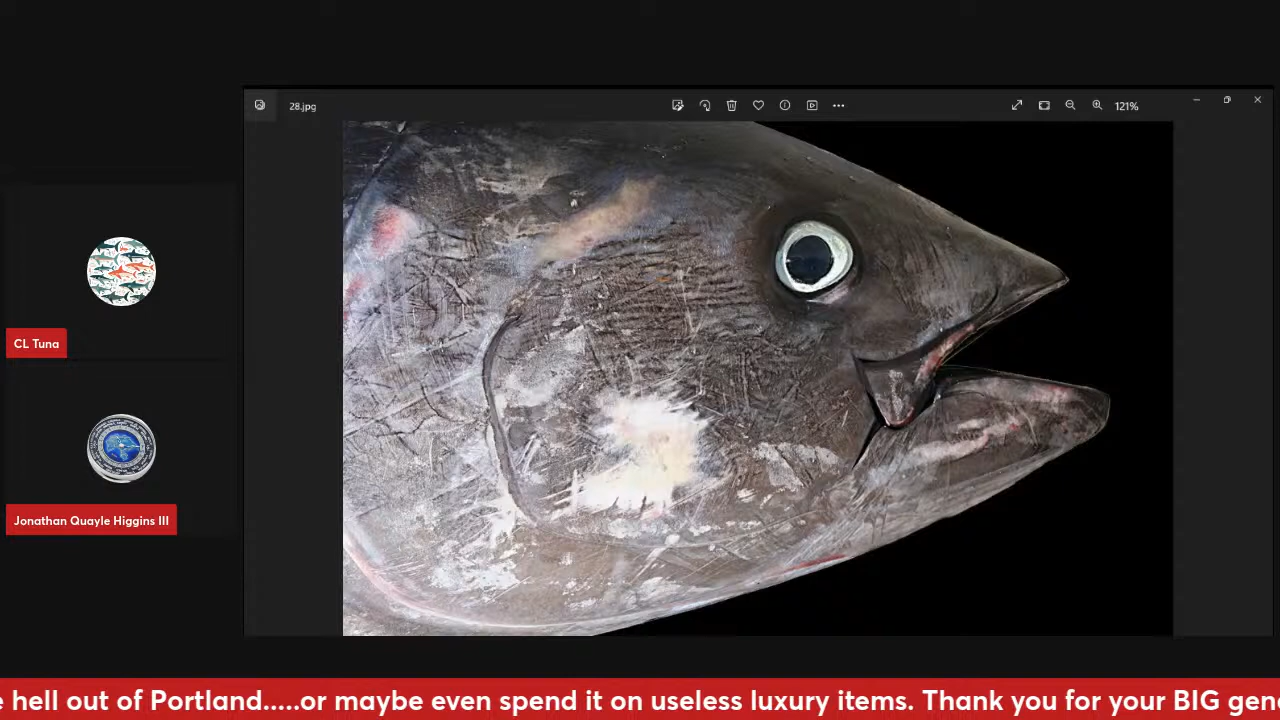 28.jpg
121%
CL Tuna
Jonathan Quayle Higgins III
hell out of Portland.....or maybe even spend it on useless luxury items. Thank you for your BIG gen